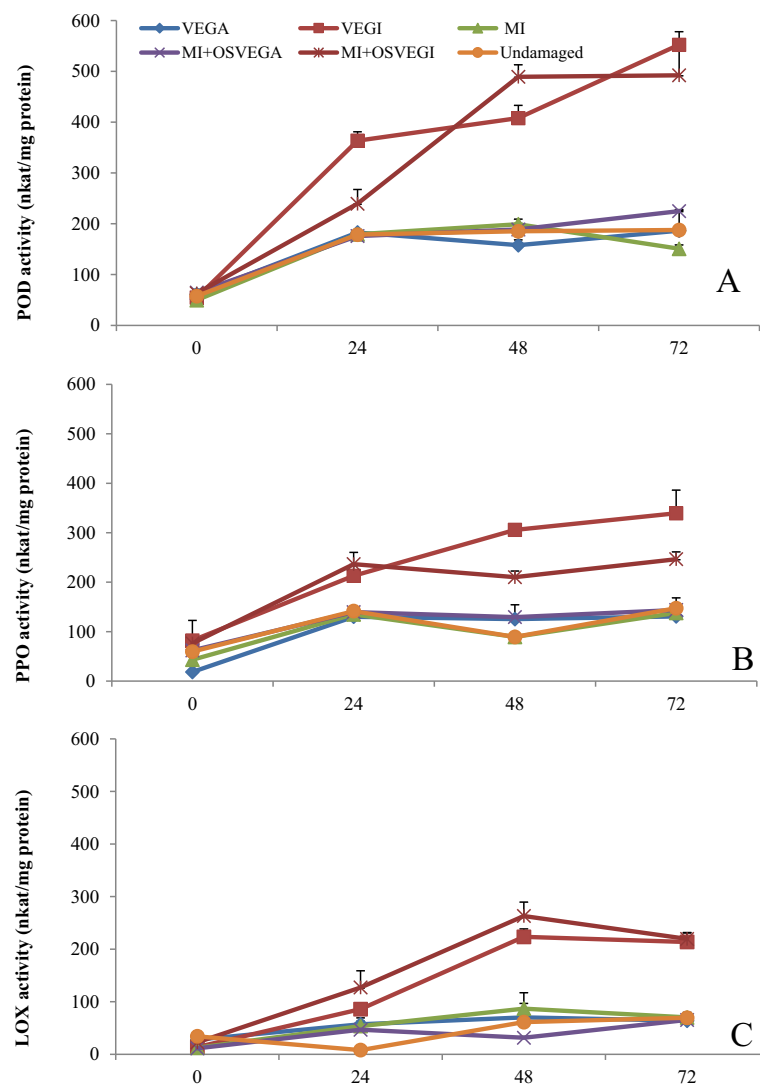 600
VEGA
VEGI
MI
MI+OSVEGA
MI+OSVEGI
Undamaged
500
400
300
200
100
0
POD activity (nkat/mg protein)
A
0 24 48 72
600
500
400
300
200
100
0
PPO activity (nkat/mg protein)
B
0 24 48 72
600
500
400
300
200
100
0
LOX activity (nkat/mg protein)
C
0 24 48 72